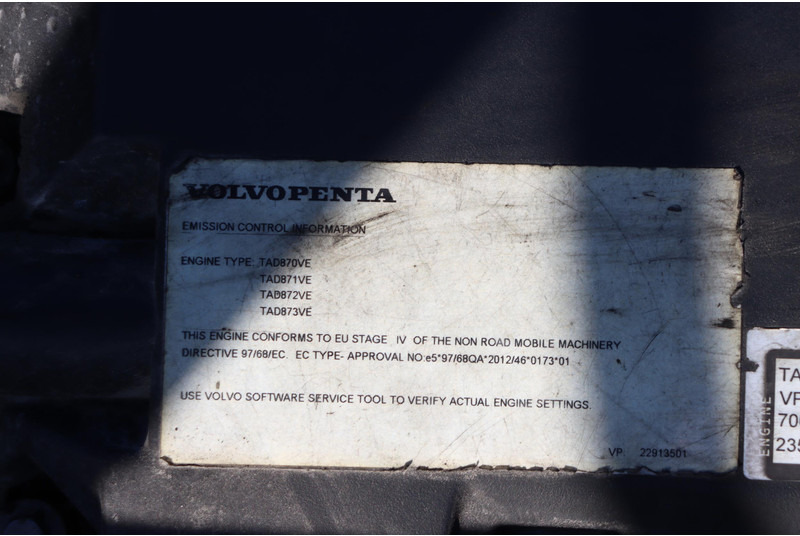 VOLVO PENTA
EMISSION CONTROL INFORMATION
ENGINE TYPE: TAD870VE
TAD871VE
TAD872VE
TAD873VE
THIS ENGINE CONFORMS TO EU STAGE IV OF THE NON ROAD MOBILE MACHINERY
DIRECTIVE 97/68/EC. EC TYPE- APPROVAL NO:e5*97/68QA*2012/46*0173*01
USE VOLVO SOFTWARE SERVICE TOOL TO VERIFY ACTUAL ENGINE SETTINGS.
VP: 22913501
ENGINE
TA
VP
70
235